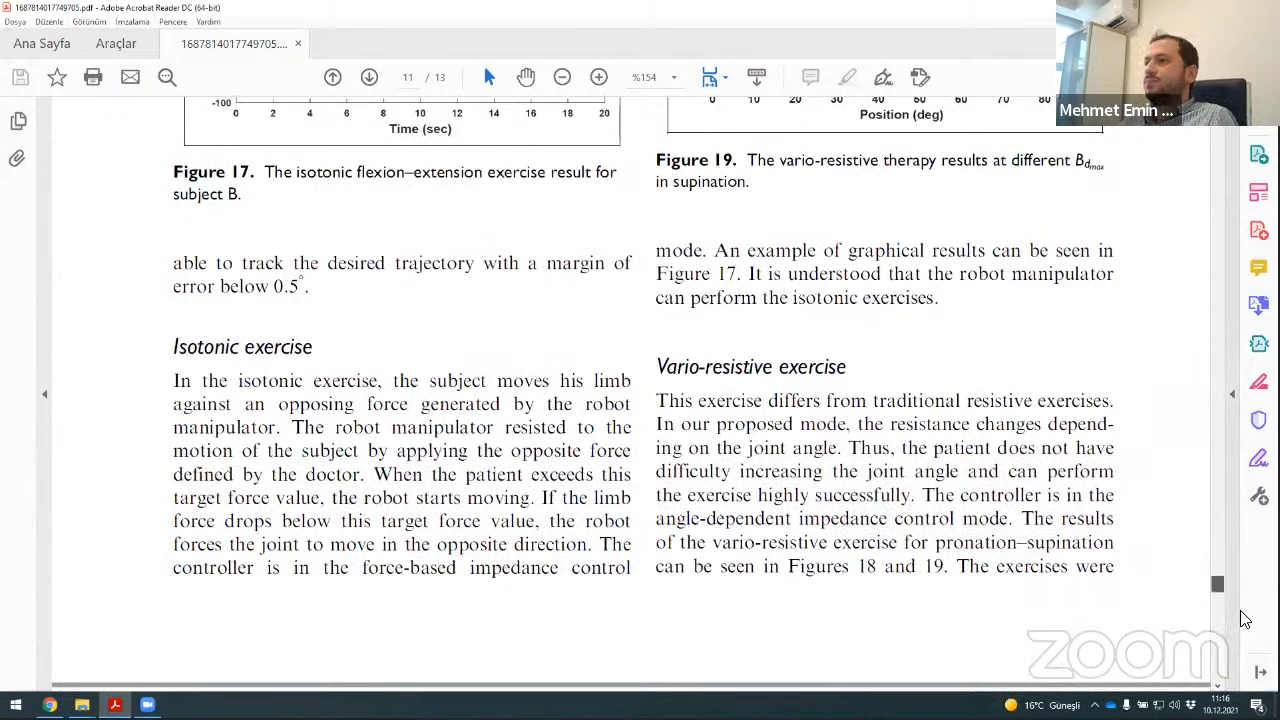 1687814017749705.pdf - Adobe Acrobat Reader DC (64-bit)
Dosya Düzenle Görünüm İmzalama Pencere Yardım
Ana Sayfa Araçlar 1687814017749705.... ×
11 / 13 %154
-100
0 2 4 6 8 10 12 14 16 18 20
Time (sec)
Figure 17. The isotonic flexion–extension exercise result for
subject B.
able to track the desired trajectory with a margin of
error below 0.5°.
Isotonic exercise
In the isotonic exercise, the subject moves his limb
against an opposing force generated by the robot
manipulator. The robot manipulator resisted to the
motion of the subject by applying the opposite force
defined by the doctor. When the patient exceeds this
target force value, the robot starts moving. If the limb
force drops below this target force value, the robot
forces the joint to move in the opposite direction. The
controller is in the force-based impedance control
0 10 20 30 40 50 60 70 80
Position (deg)
Figure 19. The vario-resistive therapy results at different Bdmax
in supination.
mode. An example of graphical results can be seen in
Figure 17. It is understood that the robot manipulator
can perform the isotonic exercises.
Vario-resistive exercise
This exercise differs from traditional resistive exercises.
In our proposed mode, the resistance changes depend-
ing on the joint angle. Thus, the patient does not have
difficulty increasing the joint angle and can perform
the exercise highly successfully. The controller is in the
angle-dependent impedance control mode. The results
of the vario-resistive exercise for pronation–supination
can be seen in Figures 18 and 19. The exercises were
Mehmet Emin ...
zoom
16°C Güneşli
11:16
10.12.2021